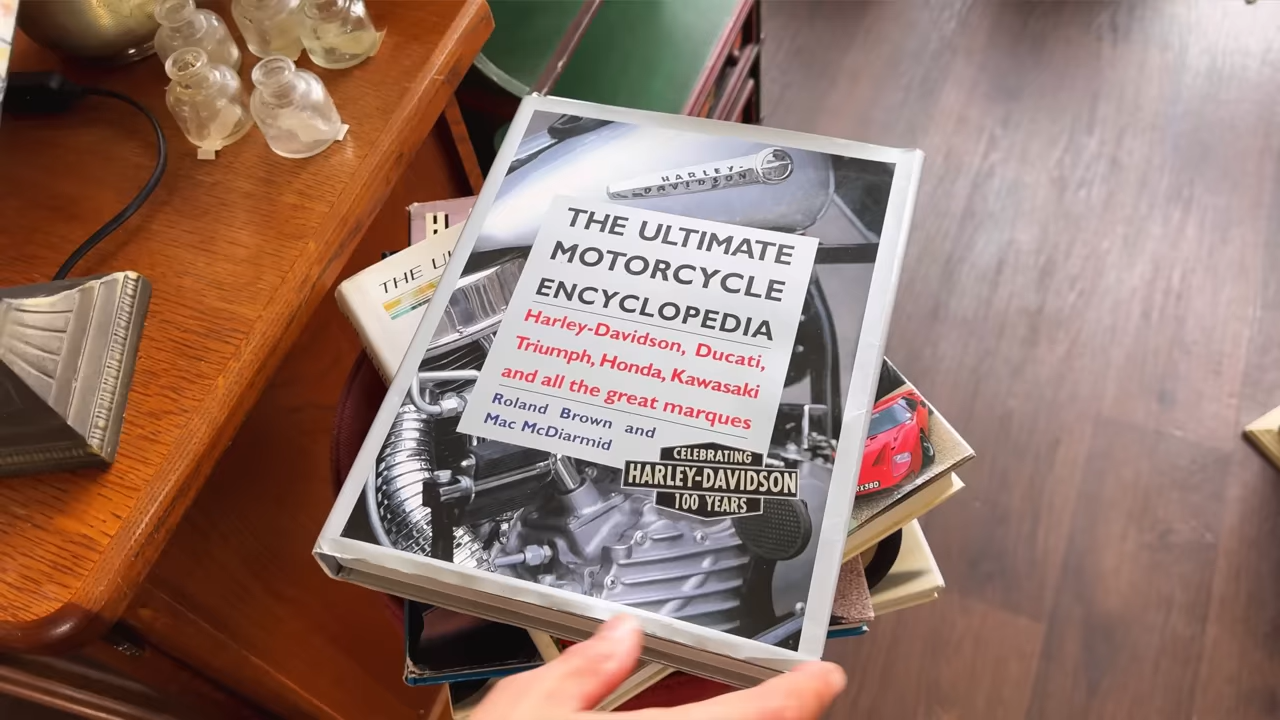 HARLEY-
DAVIDSON
THE ULTIMATE
MOTORCYCLE
ENCYCLOPEDIA
Harley-Davidson, Ducati,
Triumph, Honda, Kawasaki
and all the great marques
Roland Brown and
Mac McDiarmid
CELEBRATING
HARLEY-DAVIDSON
100 YEARS
H
THE U
RX38D